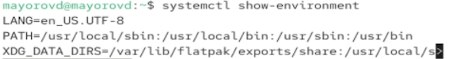 mayorovd@mayorovd:~$ systemctl show-environment
LANG=en_US.UTF-8
PATH=/usr/local/sbin:/usr/local/bin:/usr/sbin:/usr/bin
XDG_DATA_DIRS=/var/lib/flatpak/exports/share:/usr/local/s>